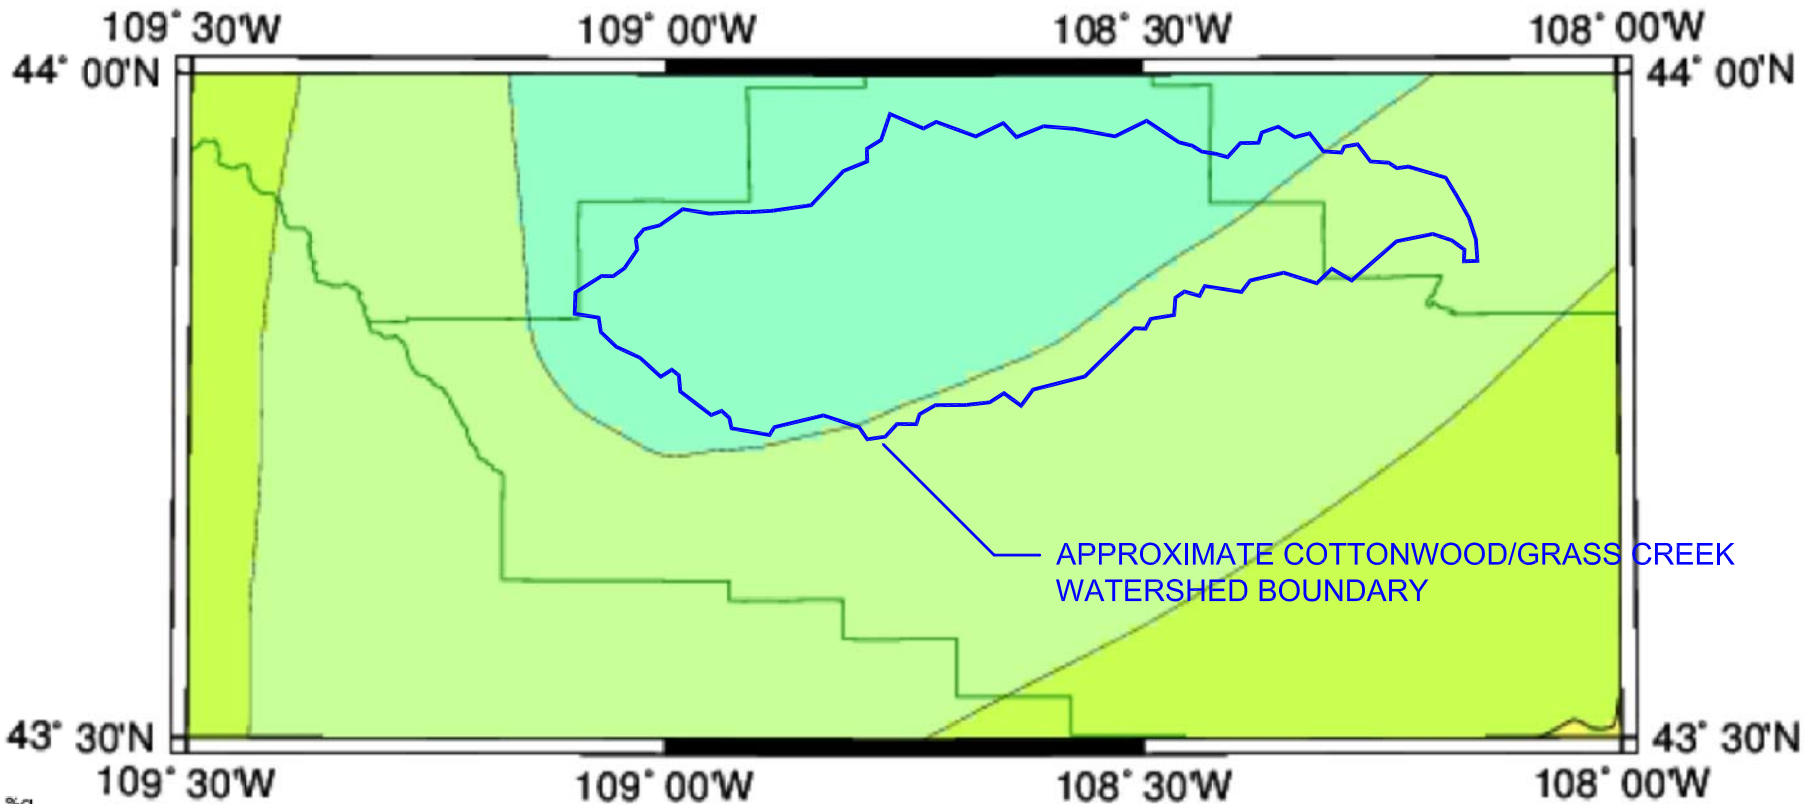 109° 30'W 109° 00'W 108° 30'W 108° 00'W
44° 00'N 44° 00'N
APPROXIMATE COTTONWOOD/GRASS CREEK
WATERSHED BOUNDARY
43° 30'N 43° 30'N
109° 30'W 109° 00'W 108° 30'W 108° 00'W
%g